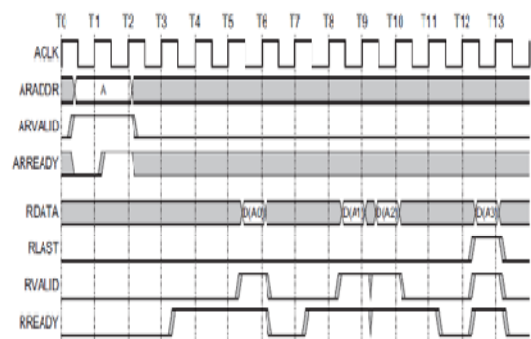 T0 T1 T2 T3 T4 T5 T6 T7 T8 T9 T10 T11 T12 T13
ACLK
ARADDR A
ARVALID
ARREADY
RDATA D(A0) D(A1) D(A2) D(A3)
RLAST
RVALID
RREADY